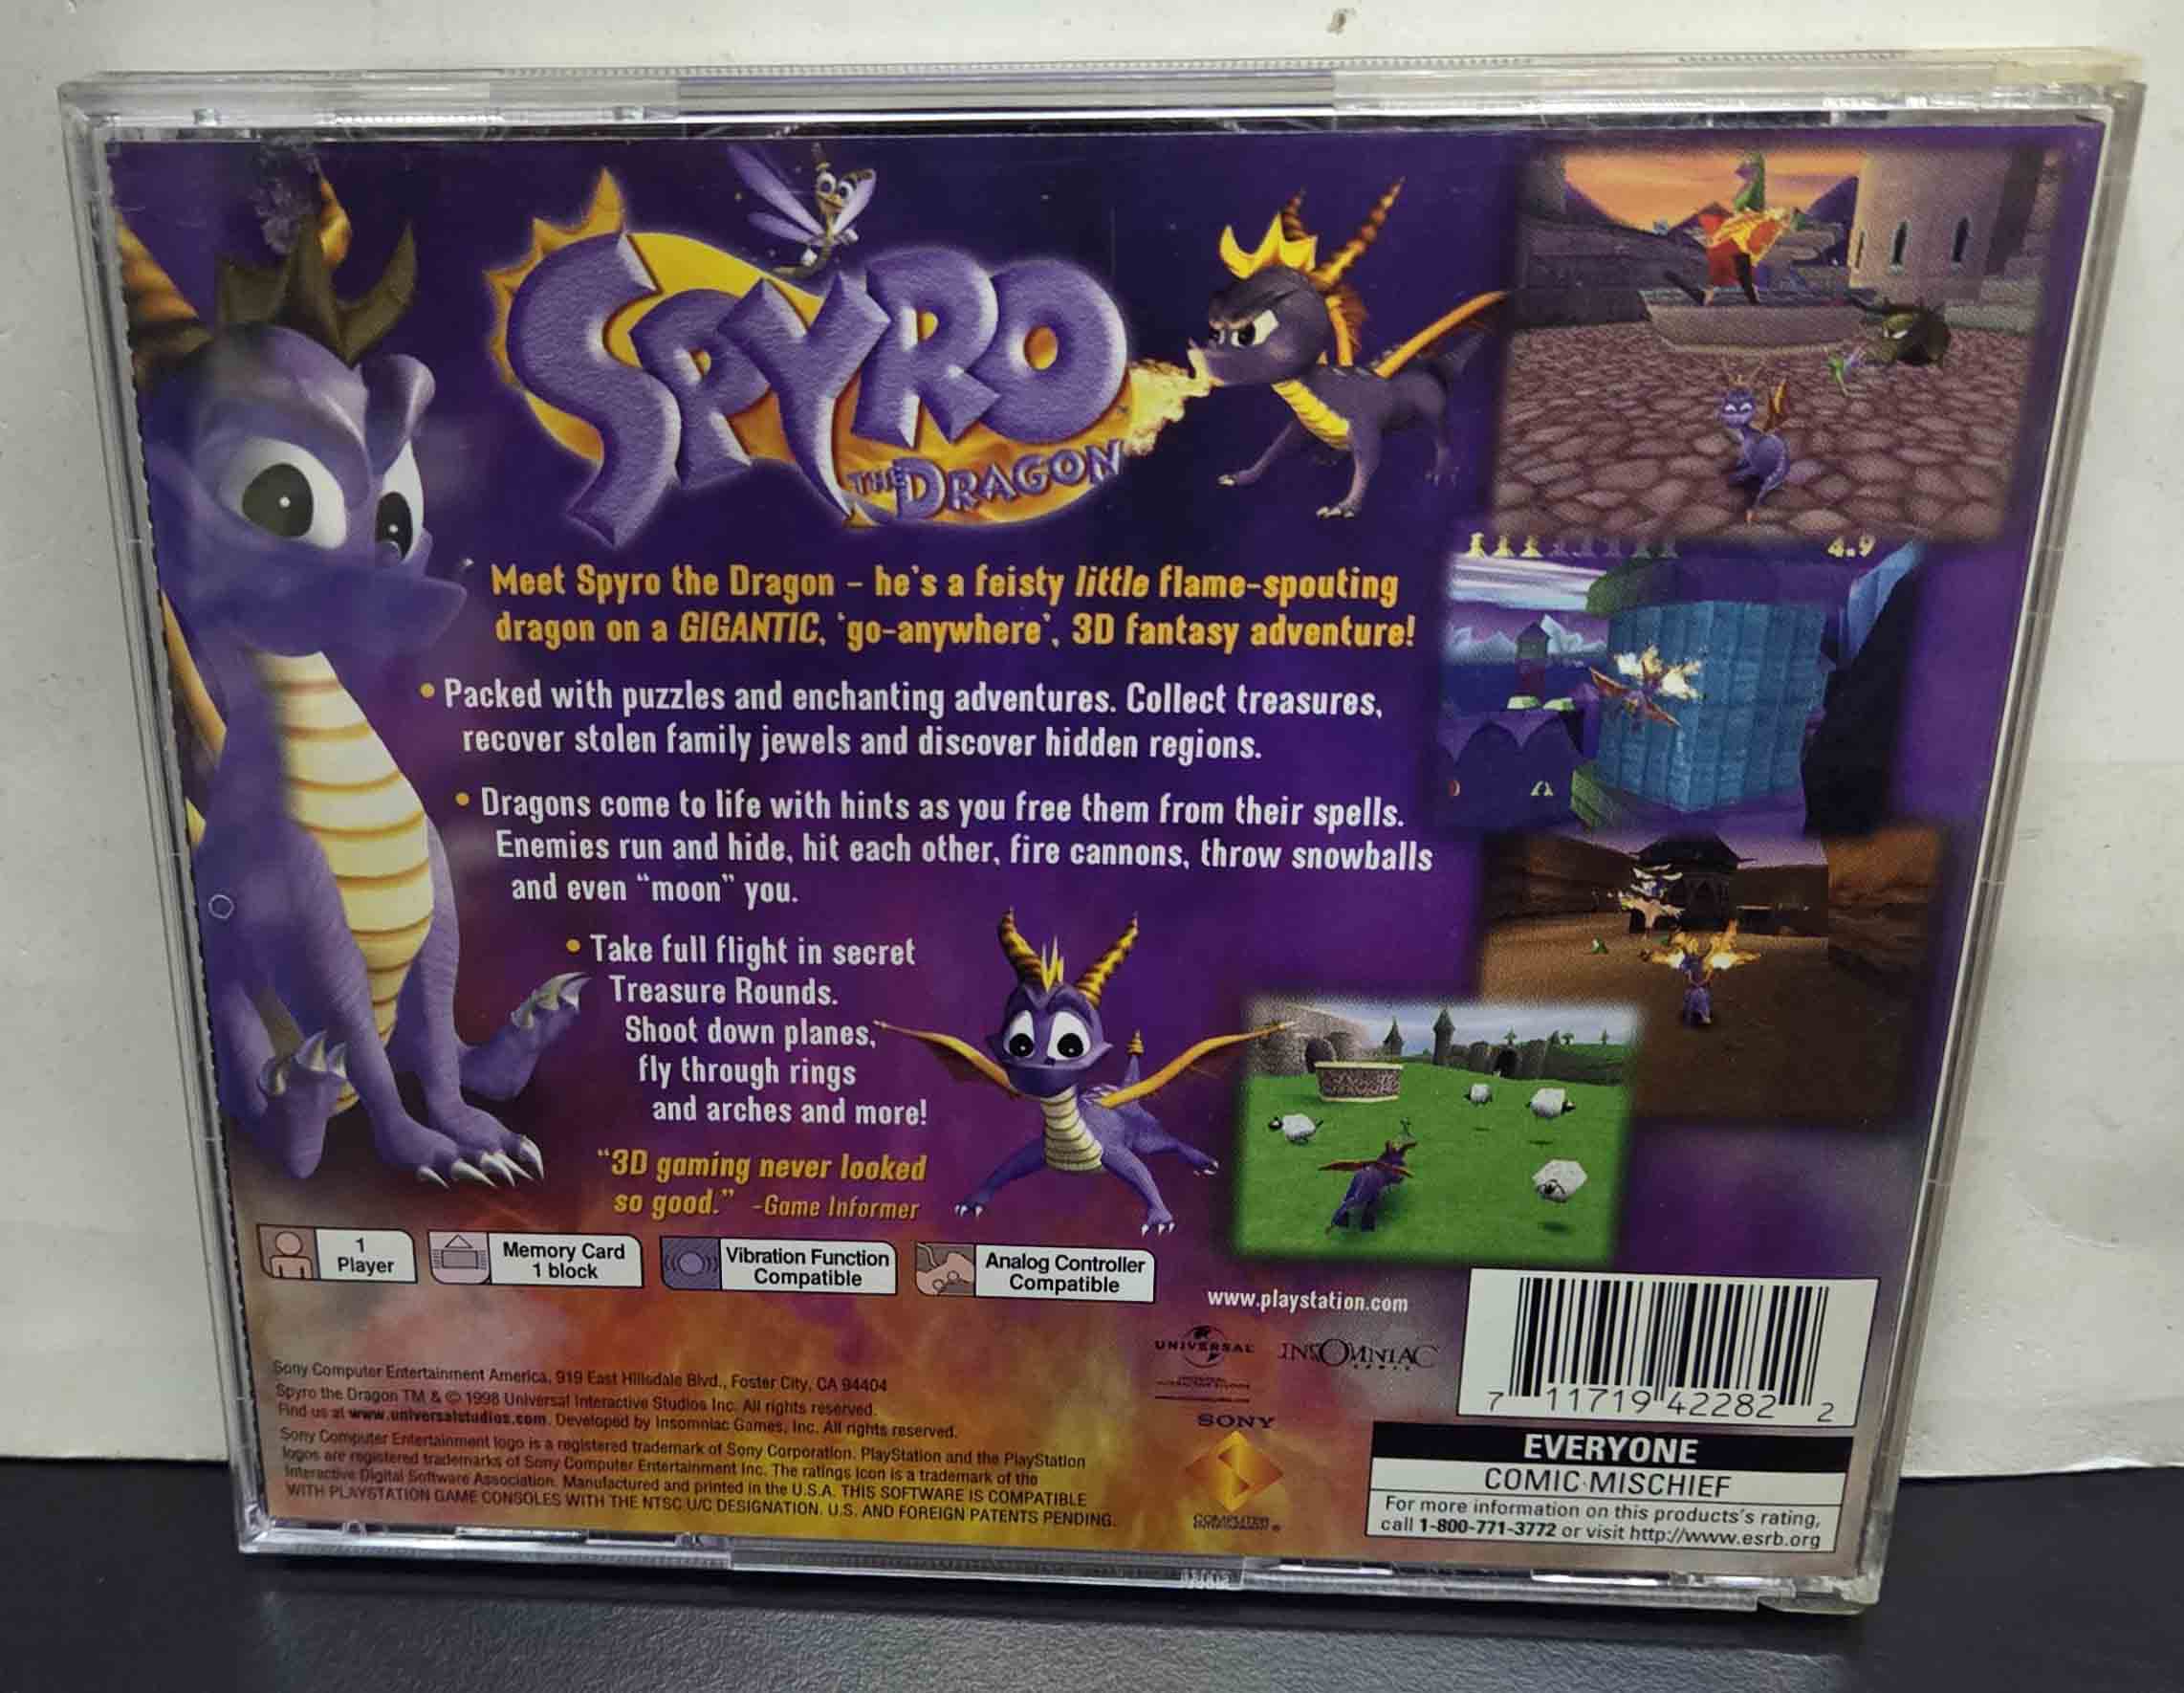 SPYRO
THE DRAGON
Meet Spyro the Dragon – he's a feisty little flame-spouting
dragon on a GIGANTIC, 'go-anywhere', 3D fantasy adventure!
• Packed with puzzles and enchanting adventures. Collect treasures,
recover stolen family jewels and discover hidden regions.
• Dragons come to life with hints as you free them from their spells.
Enemies run and hide, hit each other, fire cannons, throw snowballs
and even “moon” you.
• Take full flight in secret
Treasure Rounds.
Shoot down planes,
fly through rings
and arches and more!
“3D gaming never looked
so good.” -Game Informer
4.9
1
Player
Memory Card
1 block
Vibration Function
Compatible
Analog Controller
Compatible
www.playstation.com
UNIVERSAL
INSOMNIAC
GAMES
SONY
COMPUTER
ENTERTAINMENT ®
Sony Computer Entertainment America, 919 East Hillsdale Blvd., Foster City, CA 94404
Spyro the Dragon TM & © 1998 Universal Interactive Studios Inc. All rights reserved.
Find us at www.universalstudios.com. Developed by Insomniac Games, Inc. All rights reserved.
Sony Computer Entertainment logo is a registered trademark of Sony Corporation. PlayStation and the PlayStation
logos are registered trademarks of Sony Computer Entertainment Inc. The ratings icon is a trademark of the
Interactive Digital Software Association. Manufactured and printed in the U.S.A. THIS SOFTWARE IS COMPATIBLE
WITH PLAYSTATION GAME CONSOLES WITH THE NTSC U/C DESIGNATION. U.S. AND FOREIGN PATENTS PENDING.
7 11719 42282 2
EVERYONE
COMIC MISCHIEF
For more information on this products's rating,
call 1-800-771-3772 or visit http://www.esrb.org